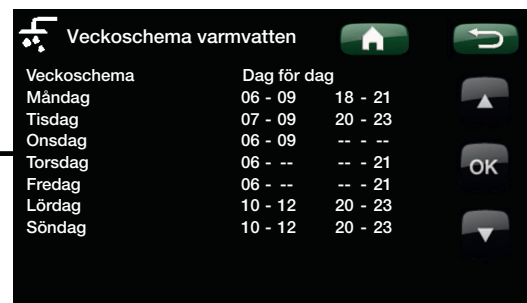 Veckoschema varmvatten
Veckoschema Dag för dag
Måndag 06 - 09 18 - 21
Tisdag 07 - 09 20 - 23
Onsdag 06 - 09 -- - --
Torsdag 06 - -- -- - 21
Fredag 06 - -- -- - 21
Lördag 10 - 12 20 - 23
Söndag 10 - 12 20 - 23
OK